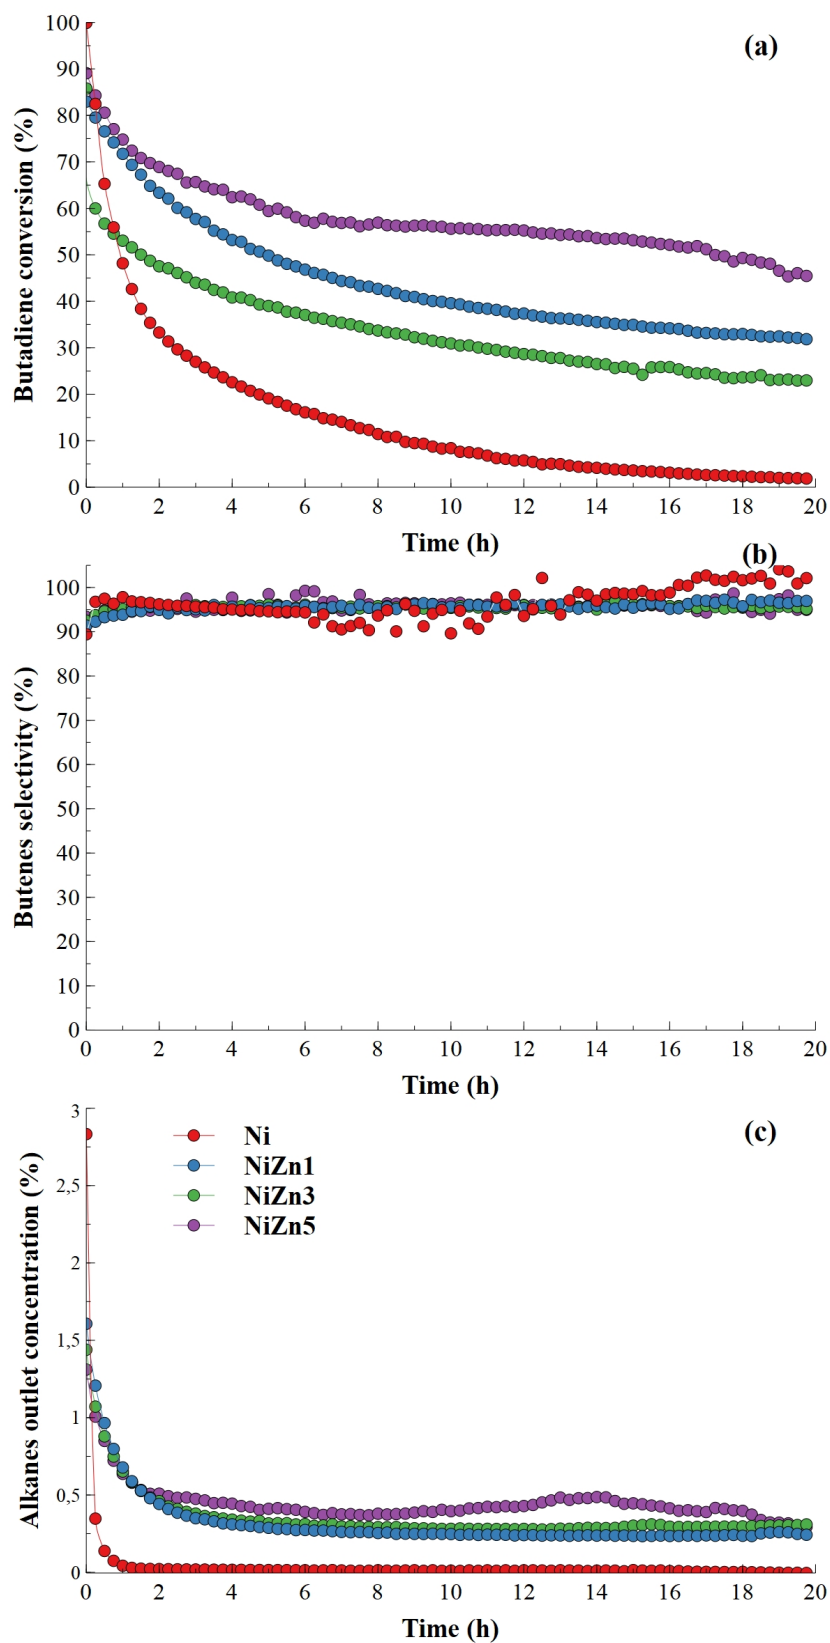 (a)
Butadiene conversion (%)
100
90
80
70
60
50
40
30
20
10
0
0 2 4 6 8 10 12 14 16 18 20
Time (h)
(b)
Butenes selectivity (%)
100
90
80
70
60
50
40
30
20
10
0
0 2 4 6 8 10 12 14 16 18 20
Time (h)
(c)
Alkanes outlet concentration (%)
3
2,5
2
1,5
1
0,5
0
Ni
NiZn1
NiZn3
NiZn5
0 2 4 6 8 10 12 14 16 18 20
Time (h)